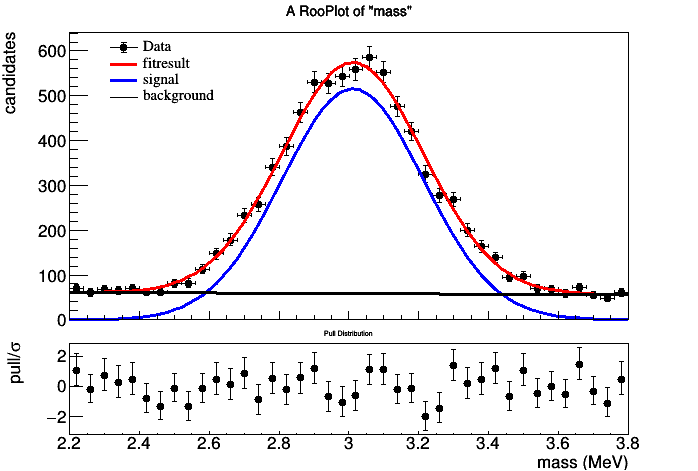 A RooPlot of "mass"
candidates
600
500
400
300
200
100
0
Data
fitresult
signal
background
Pull Distribution
pull/σ
2
0
−2
2.2 2.4 2.6 2.8 3 3.2 3.4 3.6 3.8
mass (MeV)